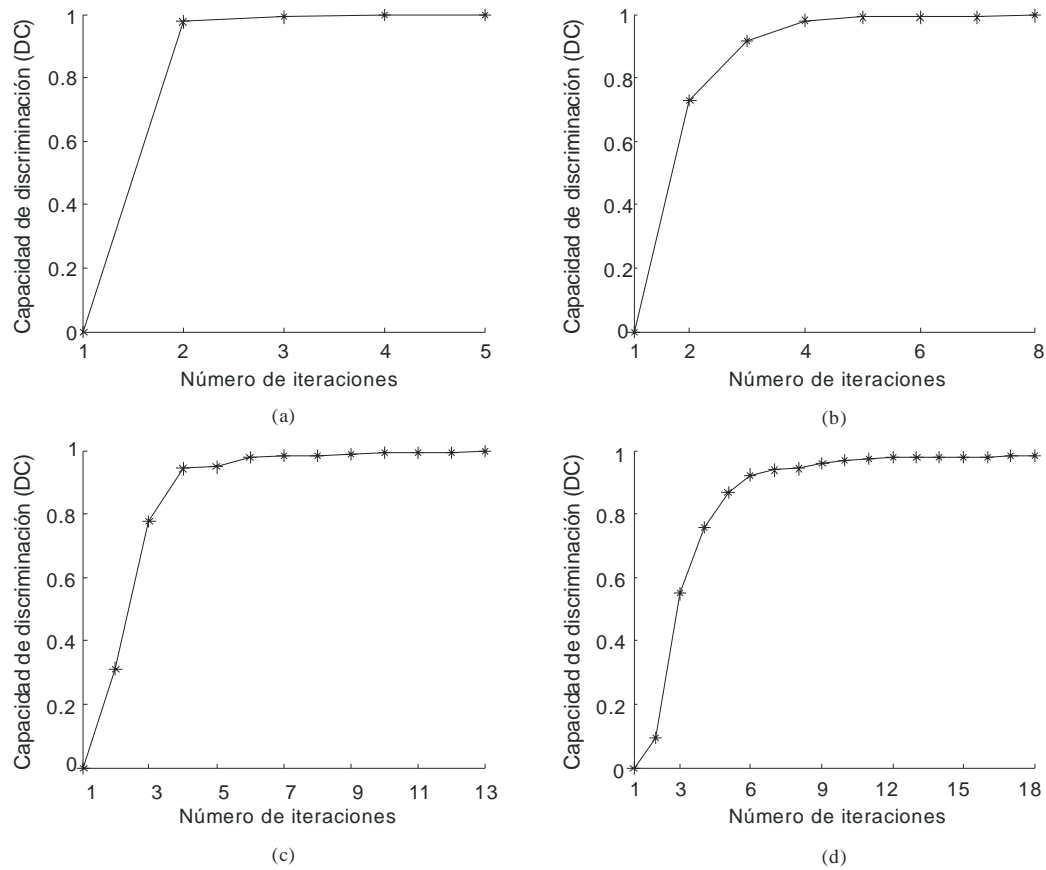 Capacidad de discriminación (DC)
1
0.8
0.6
0.4
0.2
0
1 2 3 4 5
Número de iteraciones
(a)
Capacidad de discriminación (DC)
1
0.8
0.6
0.4
0.2
0
1 2 4 6 8
Número de iteraciones
(b)
Capacidad de discriminación (DC)
1
0.8
0.6
0.4
0.2
0
1 3 5 7 9 11 13
Número de iteraciones
(c)
Capacidad de discriminación (DC)
1
0.8
0.6
0.4
0.2
0
1 3 6 9 12 15 18
Número de iteraciones
(d)